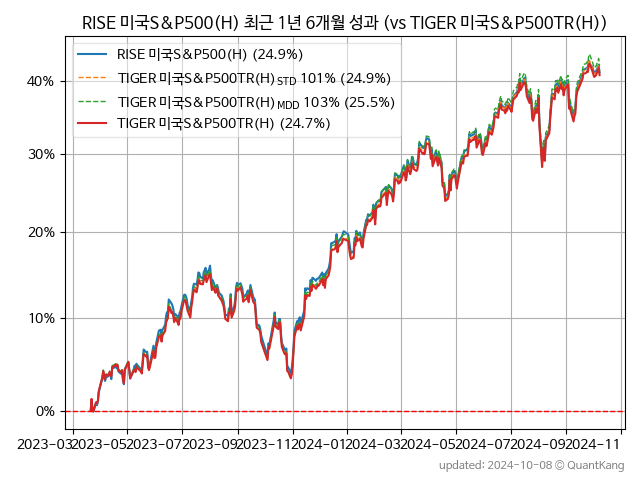 RISE 미국S&P500(H) 최근 1년 6개월 성과 (vs TIGER 미국S&P500TR(H))
RISE 미국S&P500(H) (24.9%)
TIGER 미국S&P500TR(H) STD 101% (24.9%)
TIGER 미국S&P500TR(H) MDD 103% (25.5%)
TIGER 미국S&P500TR(H) (24.7%)
40%
30%
20%
10%
0%
2023-03 2023-05 2023-07 2023-09 2023-11 2024-01 2024-03 2024-05 2024-07 2024-09 2024-11
updated: 2024-10-08 © QuantKang